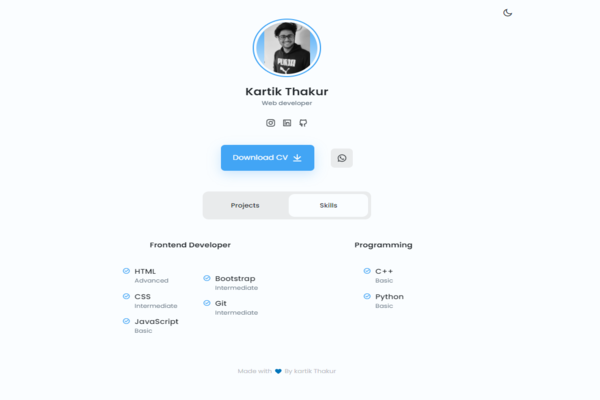 Kartik Thakur
Web developer
Download CV
Projects
Skills
Frontend Developer
HTML
Advanced
CSS
Intermediate
JavaScript
Basic
Bootstrap
Intermediate
Git
Intermediate
Programming
C++
Basic
Python
Basic
Made with By kartik Thakur